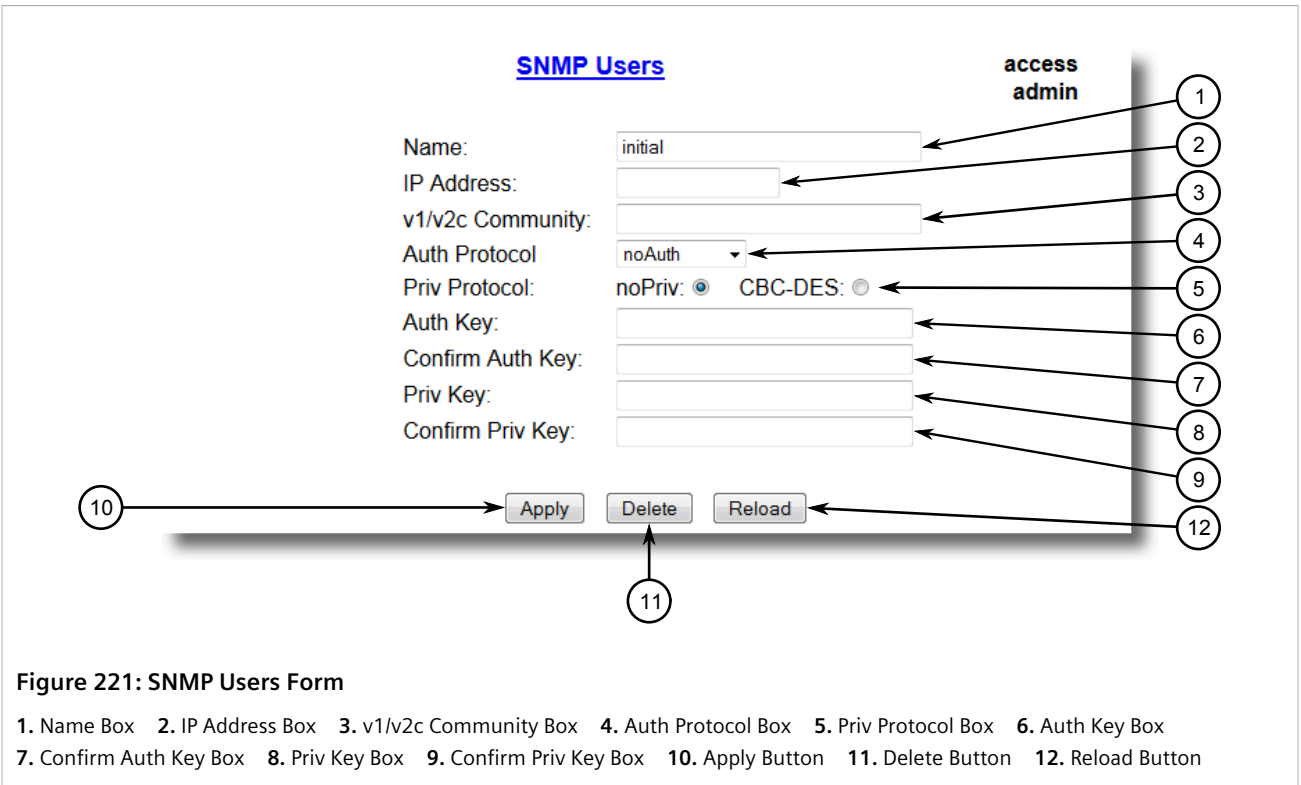 SNMP Users
access
admin
1
Name: initial
2
IP Address:
3
v1/v2c Community:
4
Auth Protocol noAuth
5
Priv Protocol: noPriv: CBC-DES:
6
Auth Key:
7
Confirm Auth Key:
8
Priv Key:
9
Confirm Priv Key:
10
Apply Delete Reload
12
11
Figure 221: SNMP Users Form
1. Name Box 2. IP Address Box 3. v1/v2c Community Box 4. Auth Protocol Box 5. Priv Protocol Box 6. Auth Key Box
7. Confirm Auth Key Box 8. Priv Key Box 9. Confirm Priv Key Box 10. Apply Button 11. Delete Button 12. Reload Button